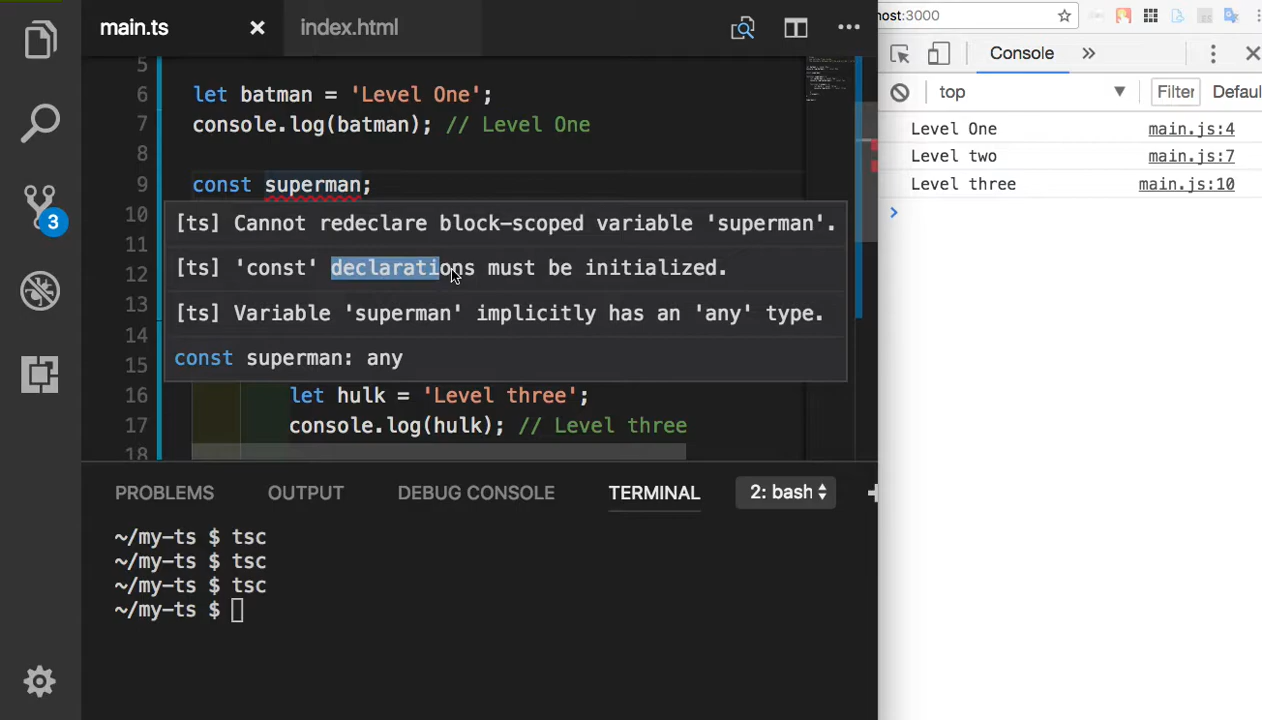 main.ts
index.html
5
6 let batman = 'Level One';
7 console.log(batman); // Level One
8
9 const superman;
10
[ts] Cannot redeclare block-scoped variable 'superman'.
11
12 [ts] 'const' declarations must be initialized.
13
[ts] Variable 'superman' implicitly has an 'any' type.
14
15
const superman: any
16 let hulk = 'Level three';
17 console.log(hulk); // Level three
18
3
PROBLEMS OUTPUT DEBUG CONSOLE TERMINAL 2: bash
~/my-ts $ tsc
~/my-ts $ tsc
~/my-ts $ tsc
~/my-ts $
host:3000
Console
top Filter Defaul
Level One main.js:4
Level two main.js:7
Level three main.js:10